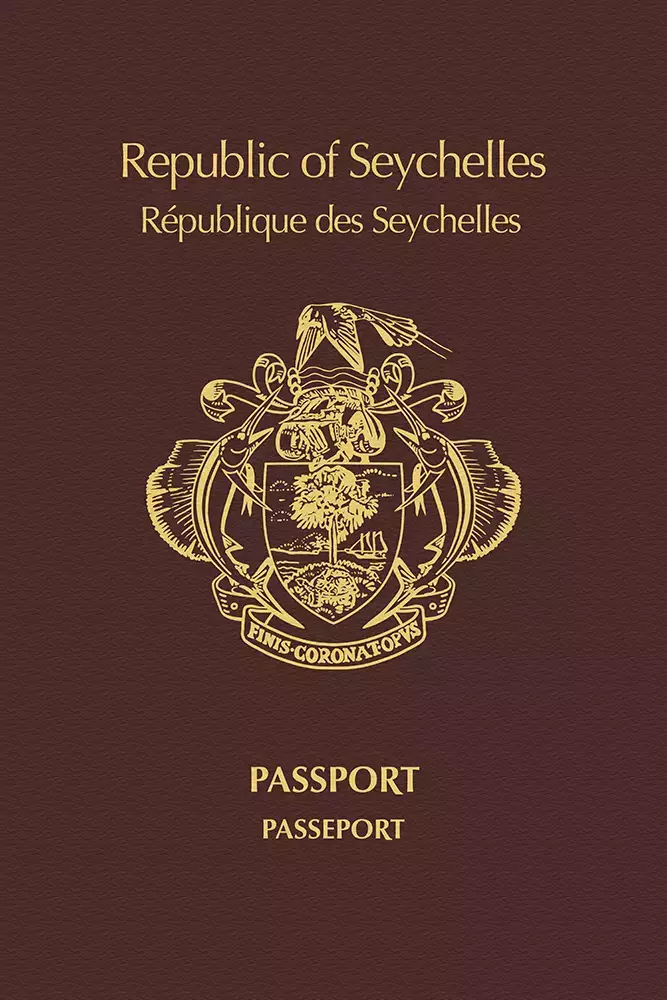 Republic of Seychelles
République des Seychelles
FINIS·CORONAT·OPVS
PASSPORT
PASSEPORT